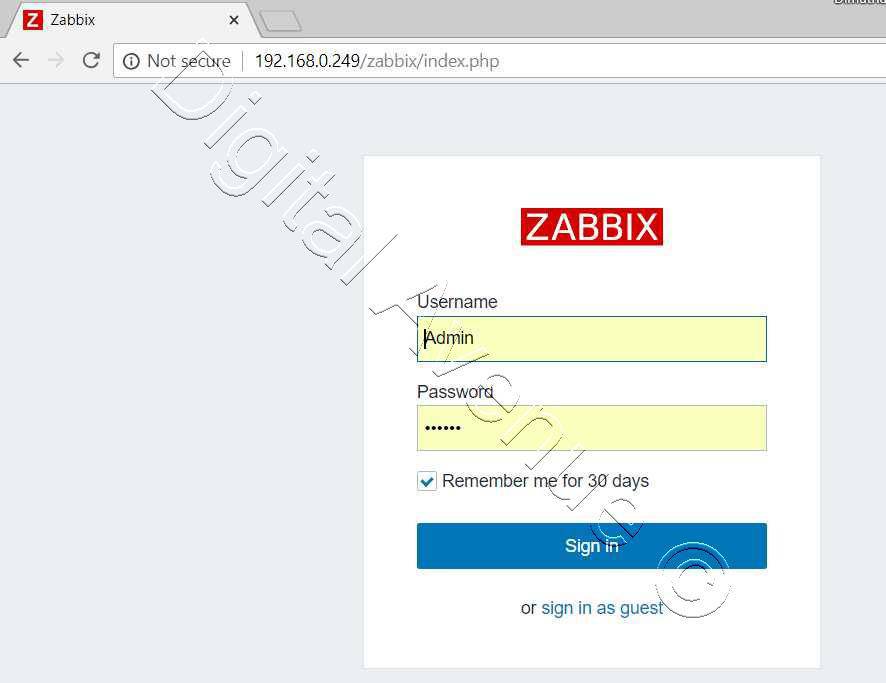 Zabbix
Not secure 192.168.0.249/zabbix/index.php
ZABBIX
Username
Admin
Password
••••••
Remember me for 30 days
Sign in
or sign in as guest
Digital Avenue ©